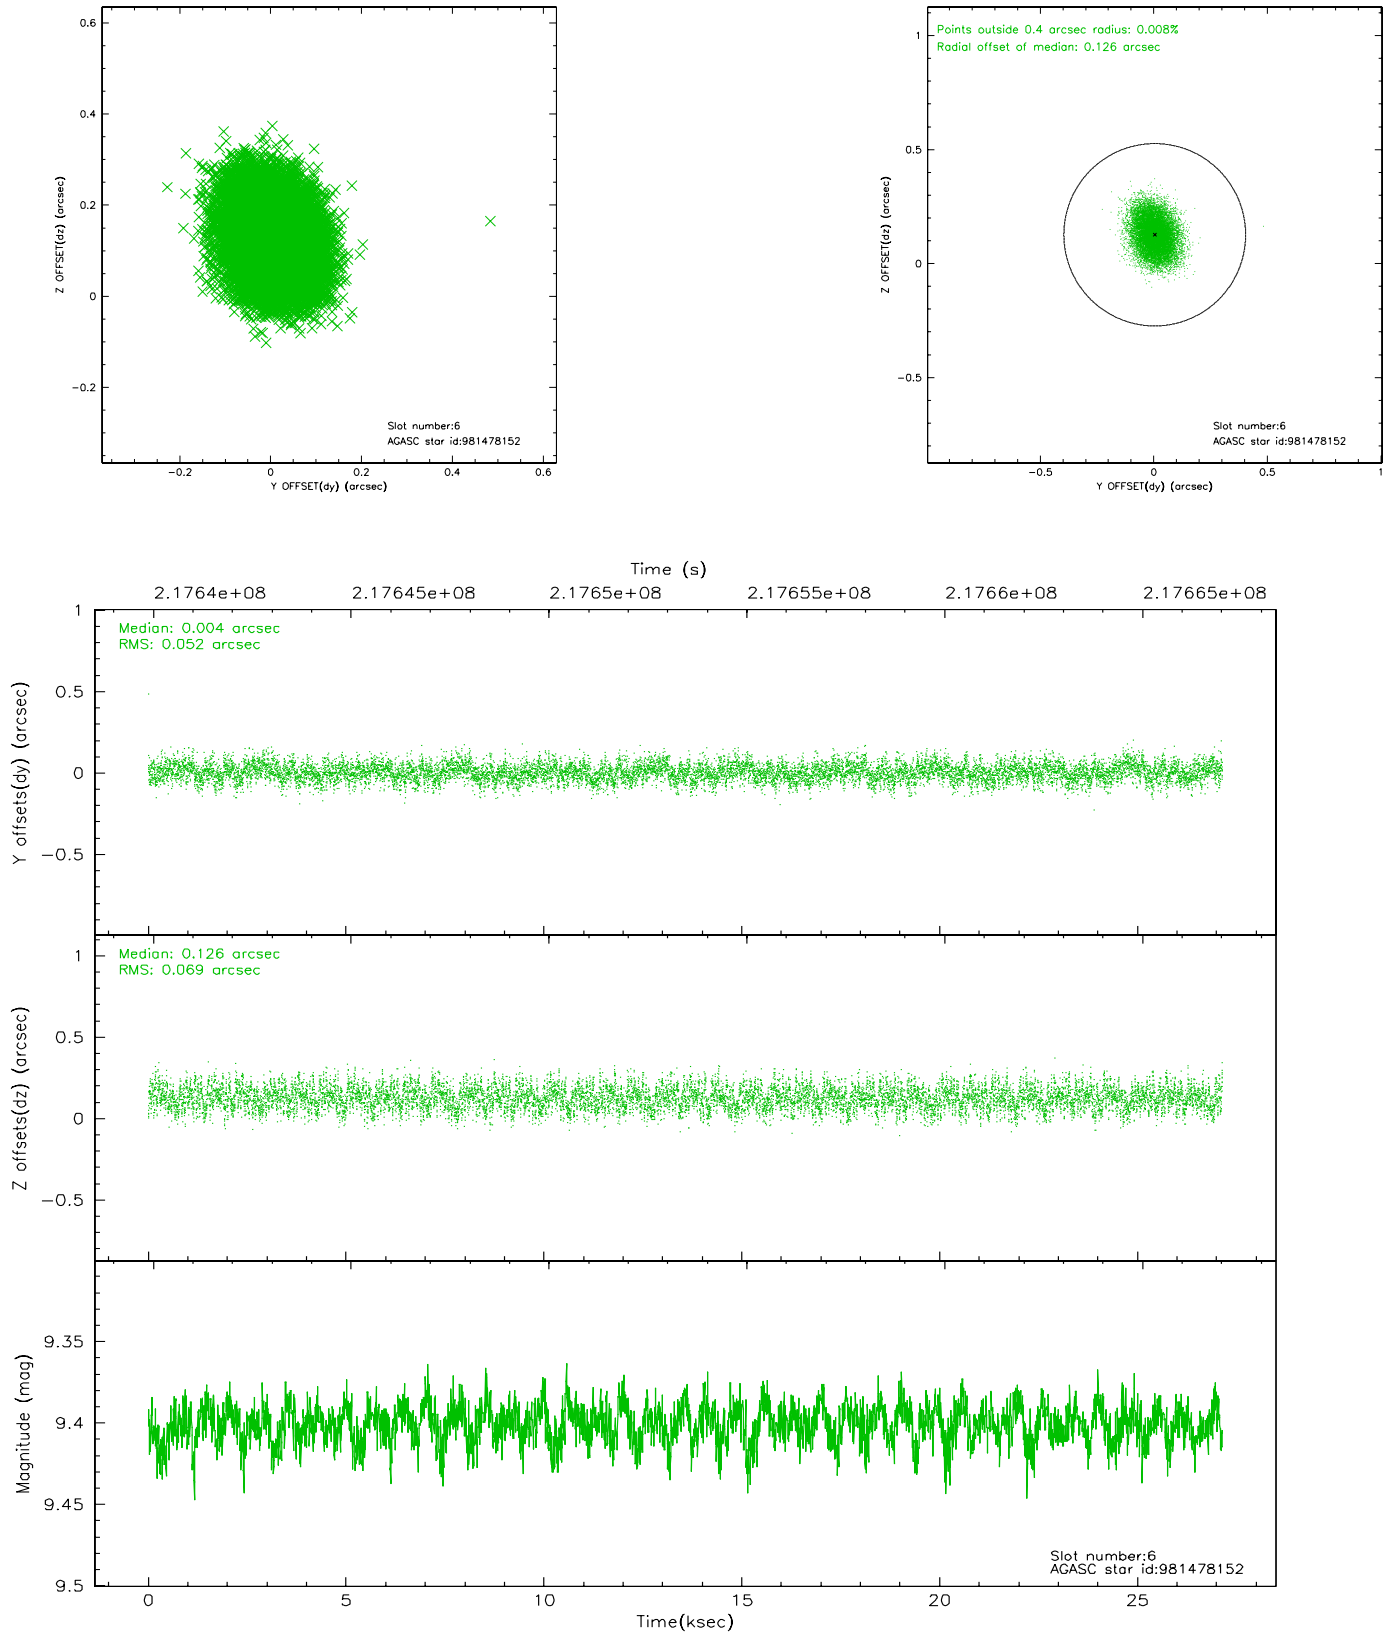 0.6
0.4
0.2
0
−0.2
Z OFFSET(dz) (arcsec)
Slot number:6
AGASC star id:981478152
−0.2 0 0.2 0.4 0.6
Y OFFSET(dy) (arcsec)
Points outside 0.4 arcsec radius: 0.008%
Radial offset of median: 0.126 arcsec
1
0.5
0
−0.5
Z OFFSET(dz) (arcsec)
Slot number:6
AGASC star id:981478152
−0.5 0 0.5 1
Y OFFSET(dy) (arcsec)
Time (s)
2.1764e+08 2.17645e+08 2.1765e+08 2.17655e+08 2.1766e+08 2.17665e+08
Median: 0.004 arcsec
RMS: 0.052 arcsec
1
0.5
0
−0.5
Y offsets(dy) (arcsec)
Median: 0.126 arcsec
RMS: 0.069 arcsec
1
0.5
0
−0.5
Z offsets(dz) (arcsec)
9.35
9.4
9.45
9.5
Magnitude (mag)
Slot number:6
AGASC star id:981478152
0 5 10 15 20 25
Time(ksec)